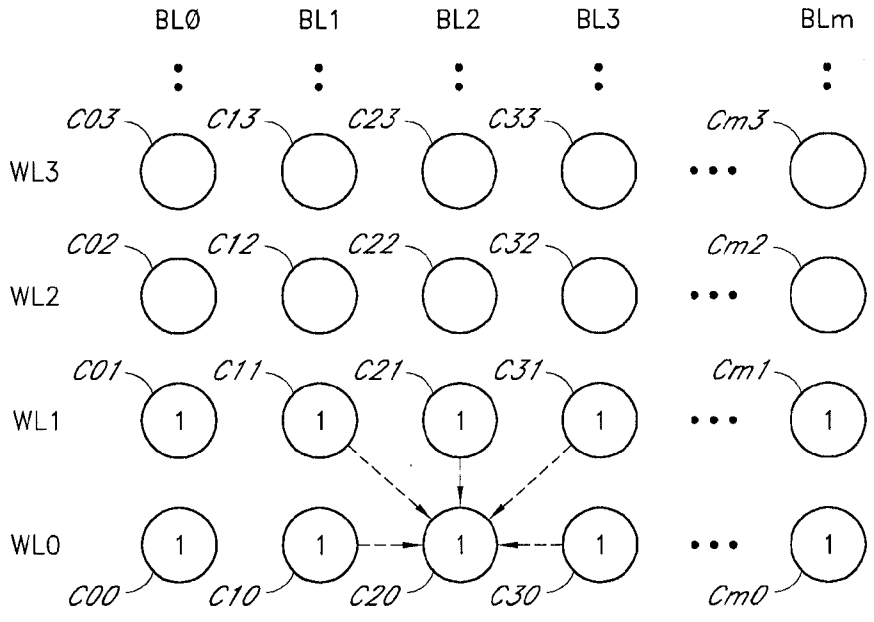 BLØ BL1 BL2 BL3 BLm
C03 C13 C23 C33 Cm3
WL3
C02 C12 C22 C32 Cm2
WL2
C01 C11 C21 C31 Cm1
WL1 1 1 1 1 1
WL0 1 1 1 1 1
C00 C10 C20 C30 Cm0